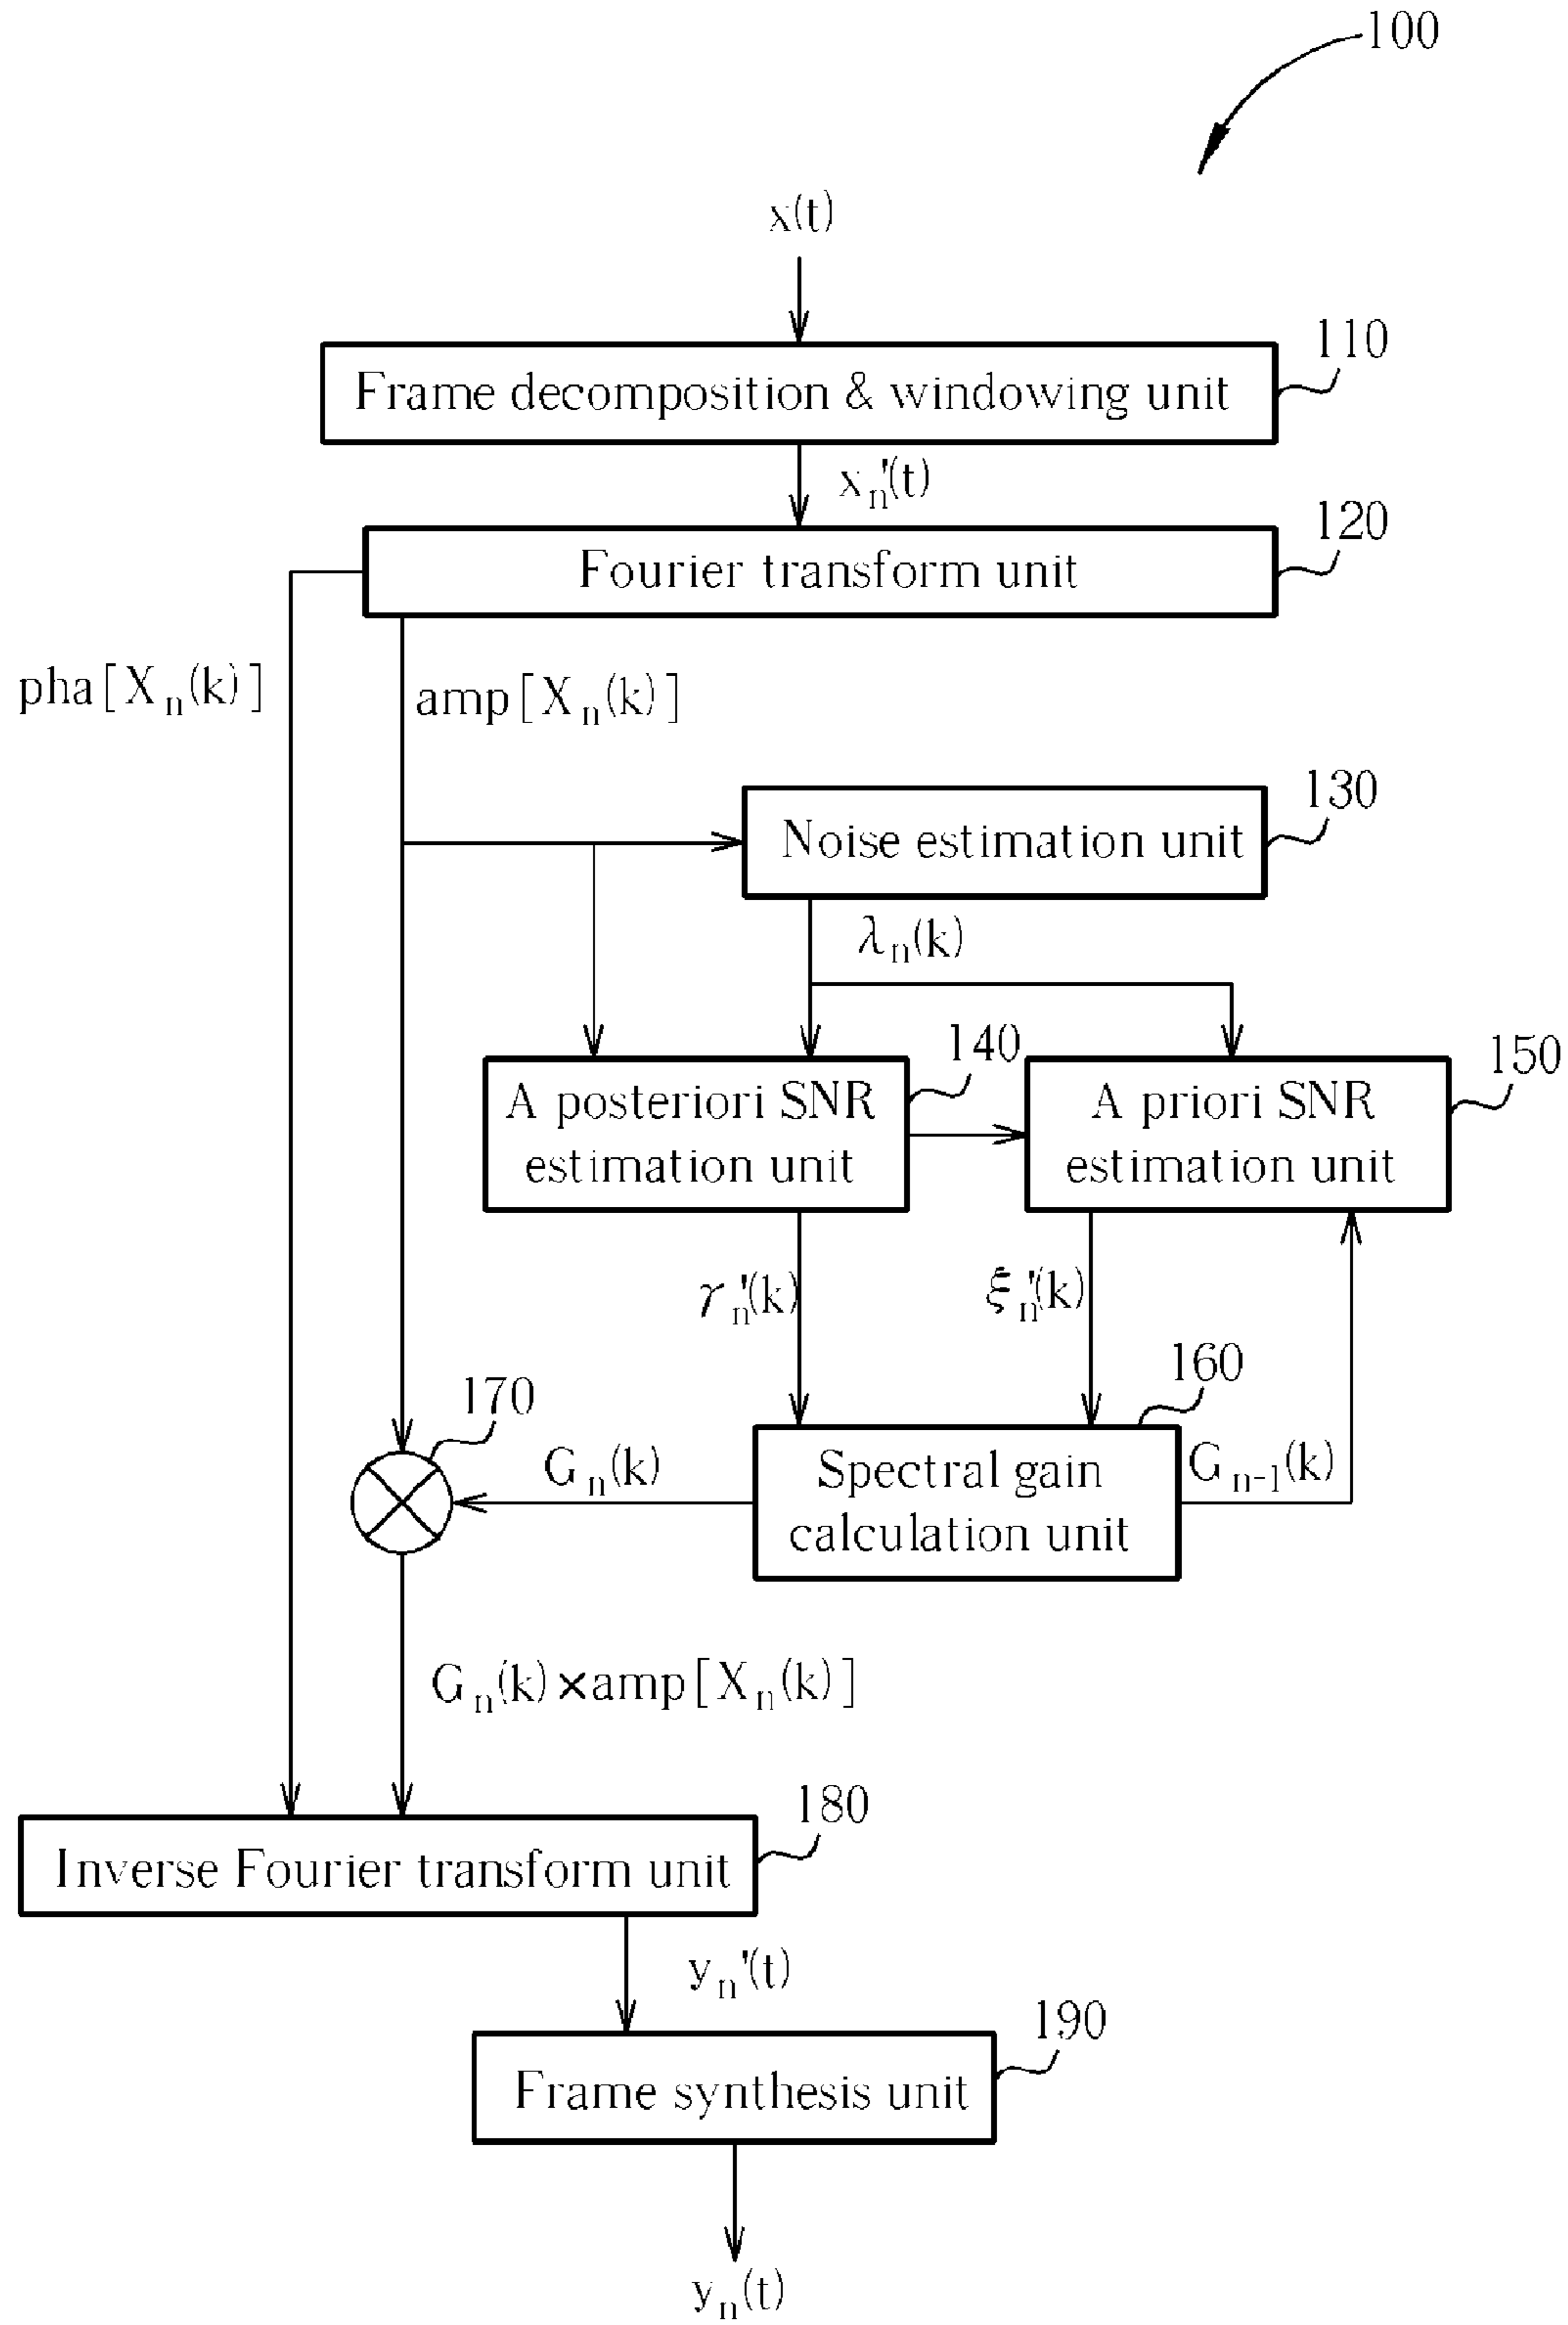 100
x(t)
110
Frame decomposition & windowing unit
xn'(t)
120
Fourier transform unit
pha[Xn(k)]
amp[Xn(k)]
130
Noise estimation unit
λn(k)
140
150
A posteriori SNR
estimation unit
A priori SNR
estimation unit
γn'(k)
ξn'(k)
160
170
Gn(k)
Spectral gain
calculation unit
Gn-1(k)
Gn(k)×amp[Xn(k)]
180
Inverse Fourier transform unit
yn'(t)
190
Frame synthesis unit
yn(t)